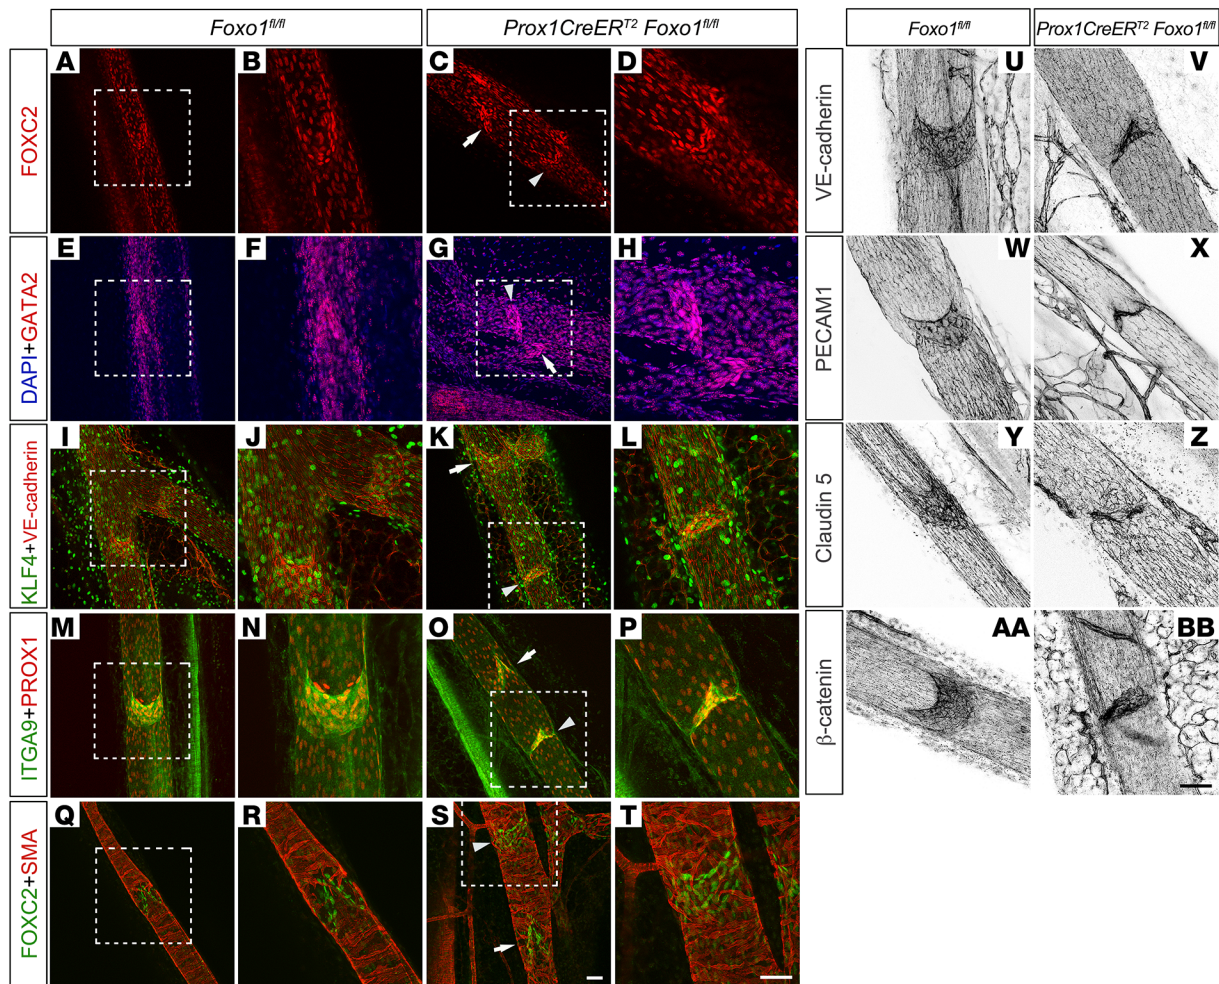 Foxo1fl/fl
Prox1CreERT2 Foxo1fl/fl
Foxo1fl/fl
Prox1CreERT2 Foxo1fl/fl
FOXC2
A
B
C
D
DAPI+GATA2
E
F
G
H
KLF4+VE-cadherin
I
J
K
L
ITGA9+PROX1
M
N
O
P
FOXC2+SMA
Q
R
S
T
VE-cadherin
U
V
PECAM1
W
X
Claudin 5
Y
Z
β-catenin
AA
BB